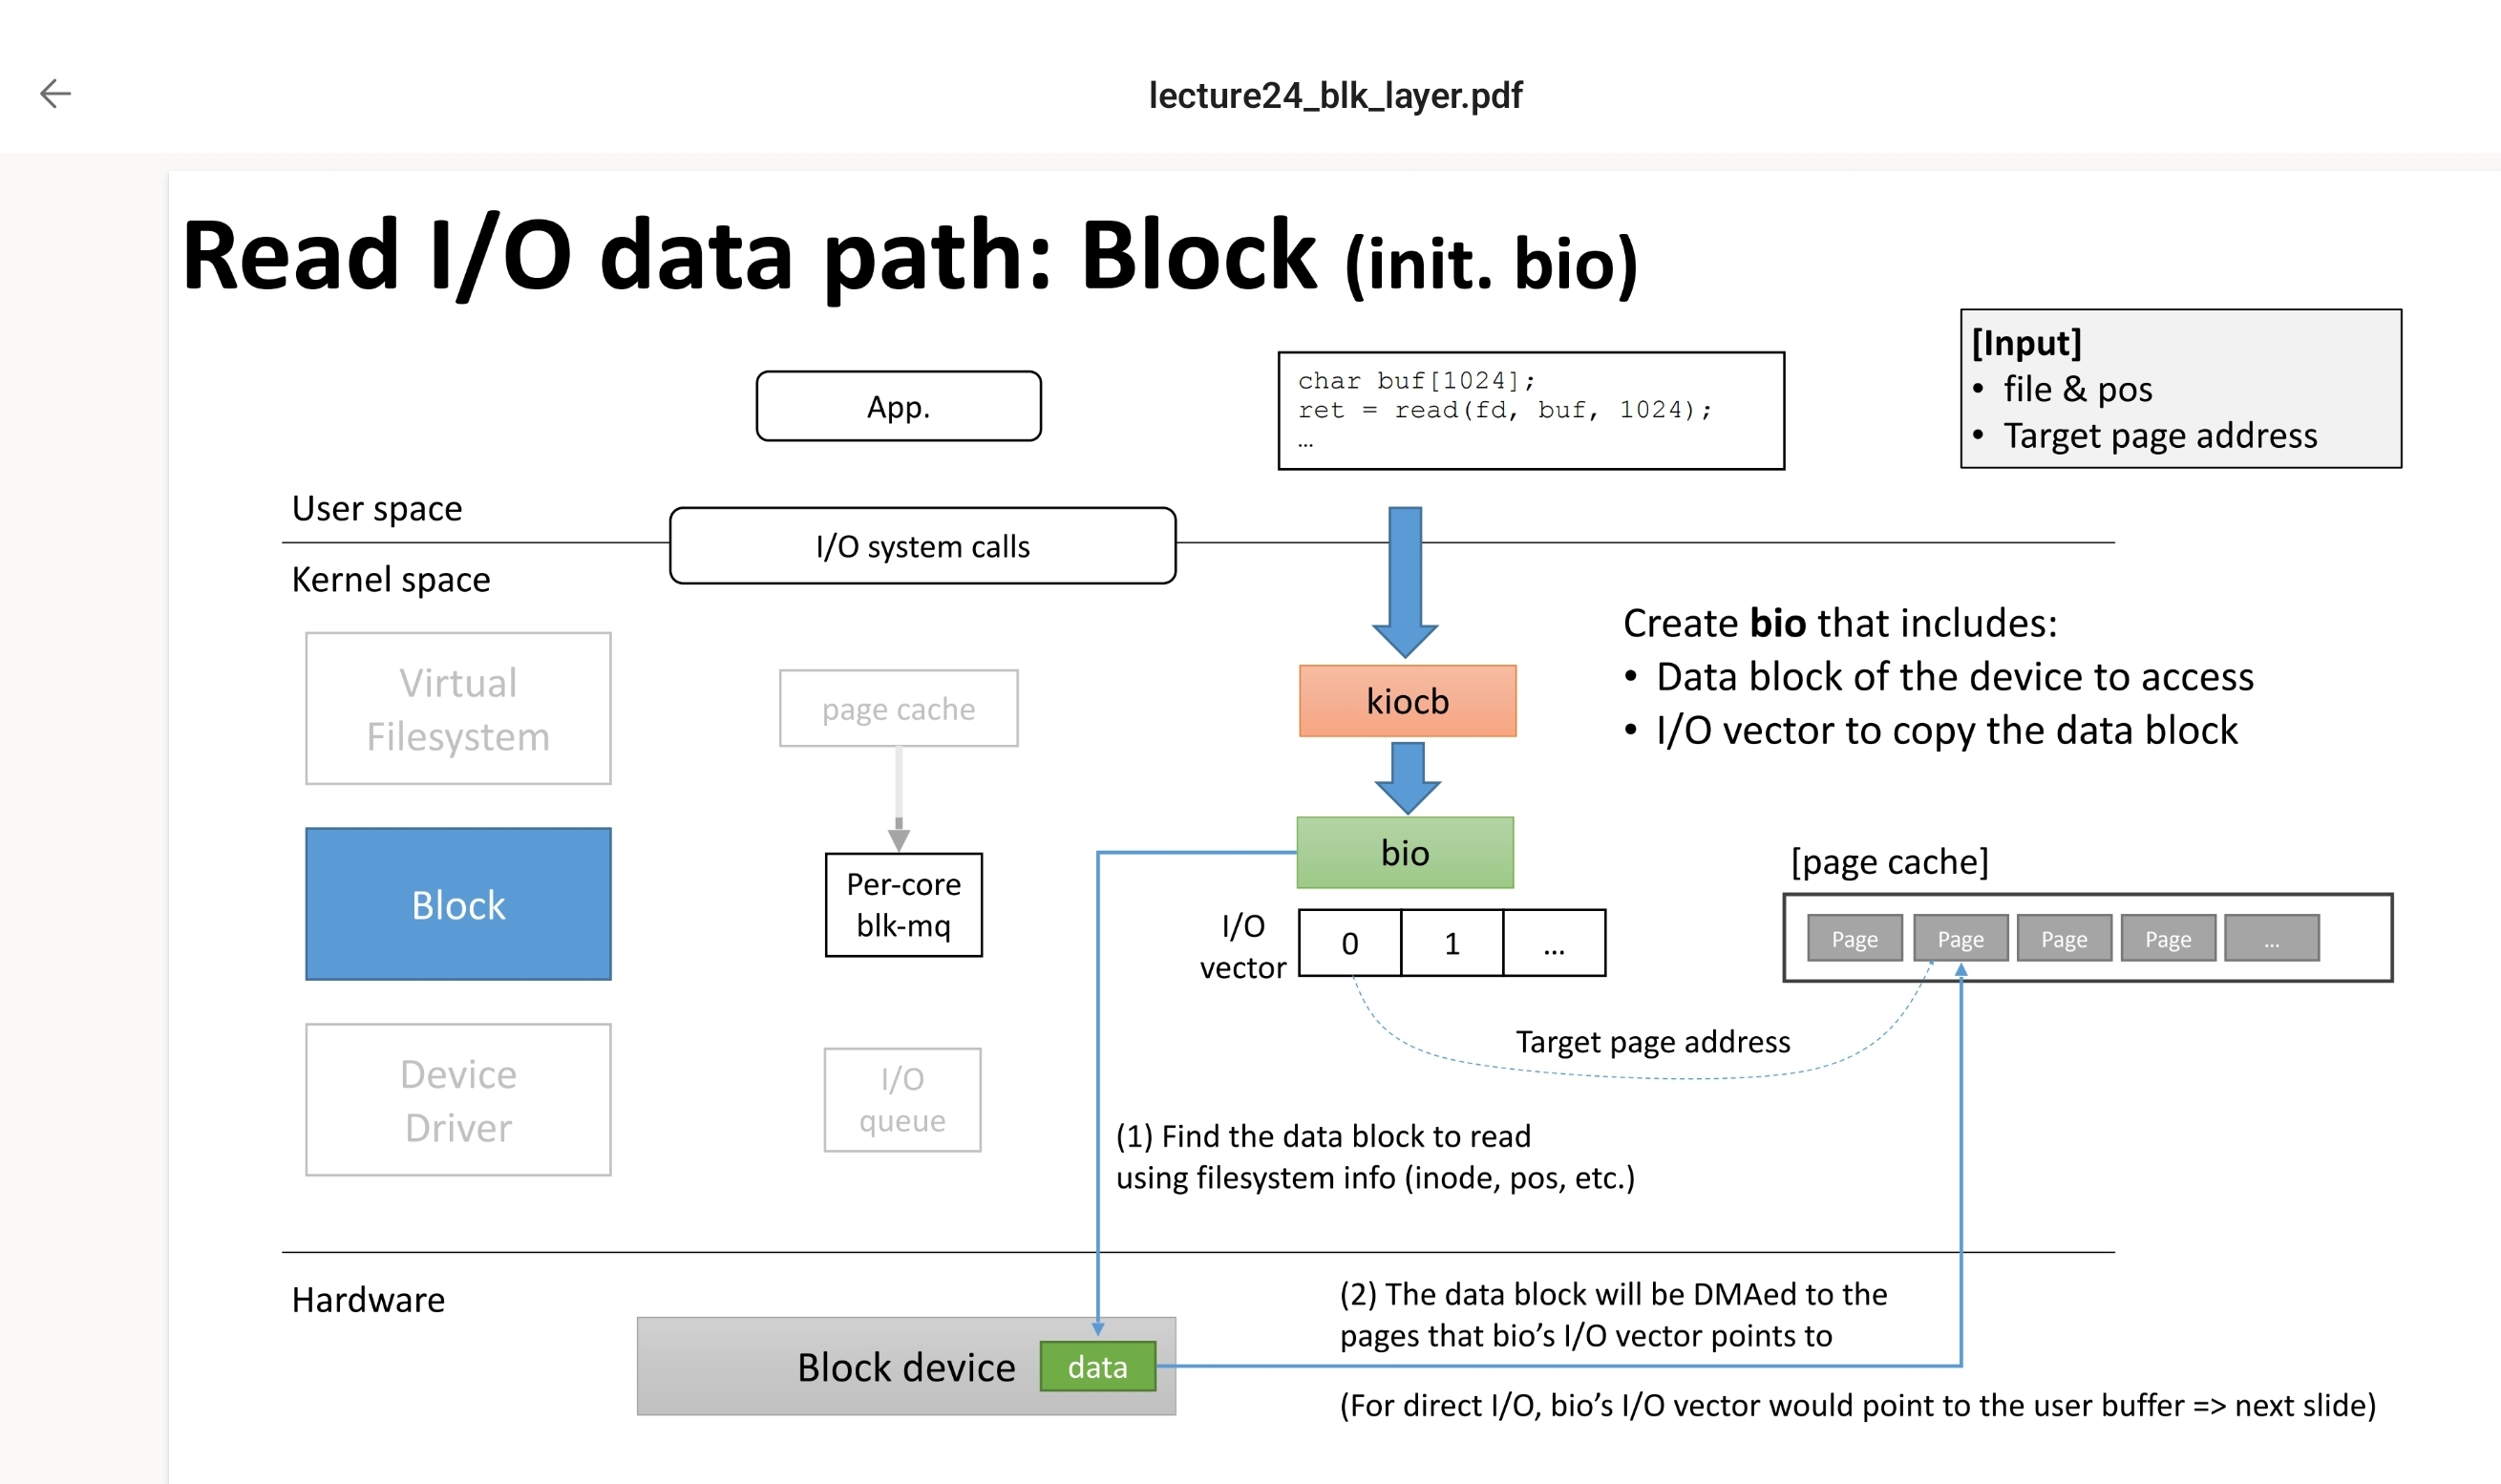 lecture24_blk_layer.pdf
Read I/O data path: Block (init. bio)
[Input]
• file & pos
• Target page address
App.
char buf[1024];
ret = read(fd, buf, 1024);
…
User space
I/O system calls
Kernel space
Create bio that includes:
• Data block of the device to access
• I/O vector to copy the data block
Virtual
Filesystem
page cache
kiocb
Block
Per-core
blk-mq
bio
I/O
vector
0
1
...
[page cache]
Page
Page
Page
Page
...
Target page address
Device
Driver
I/O
queue
(1) Find the data block to read
using filesystem info (inode, pos, etc.)
Hardware
Block device
data
(2) The data block will be DMAed to the
pages that bio’s I/O vector points to
(For direct I/O, bio’s I/O vector would point to the user buffer => next slide)